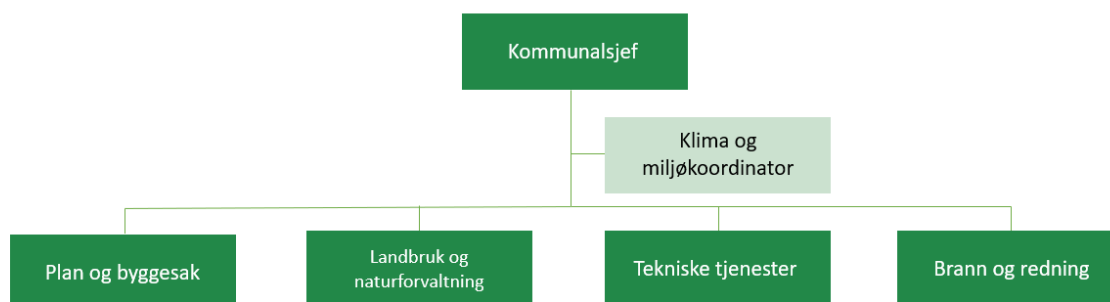 Kommunalsjef
Klima og
miljøkoordinator
Plan og byggesak
Landbruk og
naturforvaltning
Tekniske tjenester
Brann og redning